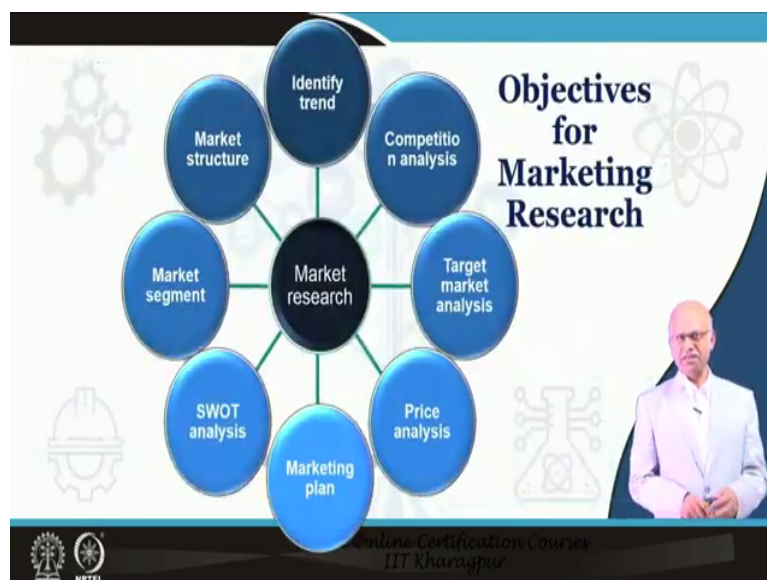 Objectives
for
Marketing
Research
Identify
trend
Competitio
n analysis
Target
market
analysis
Price
analysis
Marketing
plan
SWOT
analysis
Market
segment
Market
structure
Market
research
Online Certification Courses
IIT Kharagpur
NPTEL